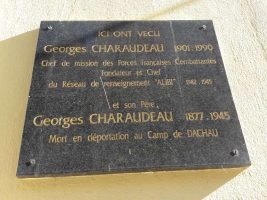 ICI ONT VECU
Georges CHARAUDEAU 1901-1990
Chef de mission des Forces Françaises Combattantes
Fondateur et Chef
du Réseau de renseignement "ALIBI" 1940-1945
et son Père,
Georges CHARAUDEAU 1877-1945
Mort en déportation au Camp de DACHAU